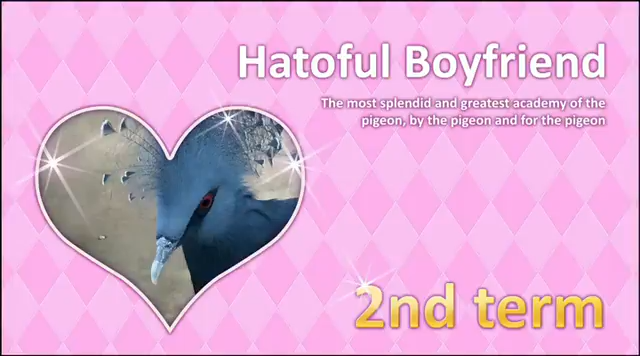 Hatoful Boyfriend
The most splendid and greatest academy of the
pigeon, by the pigeon and for the pigeon
2nd term